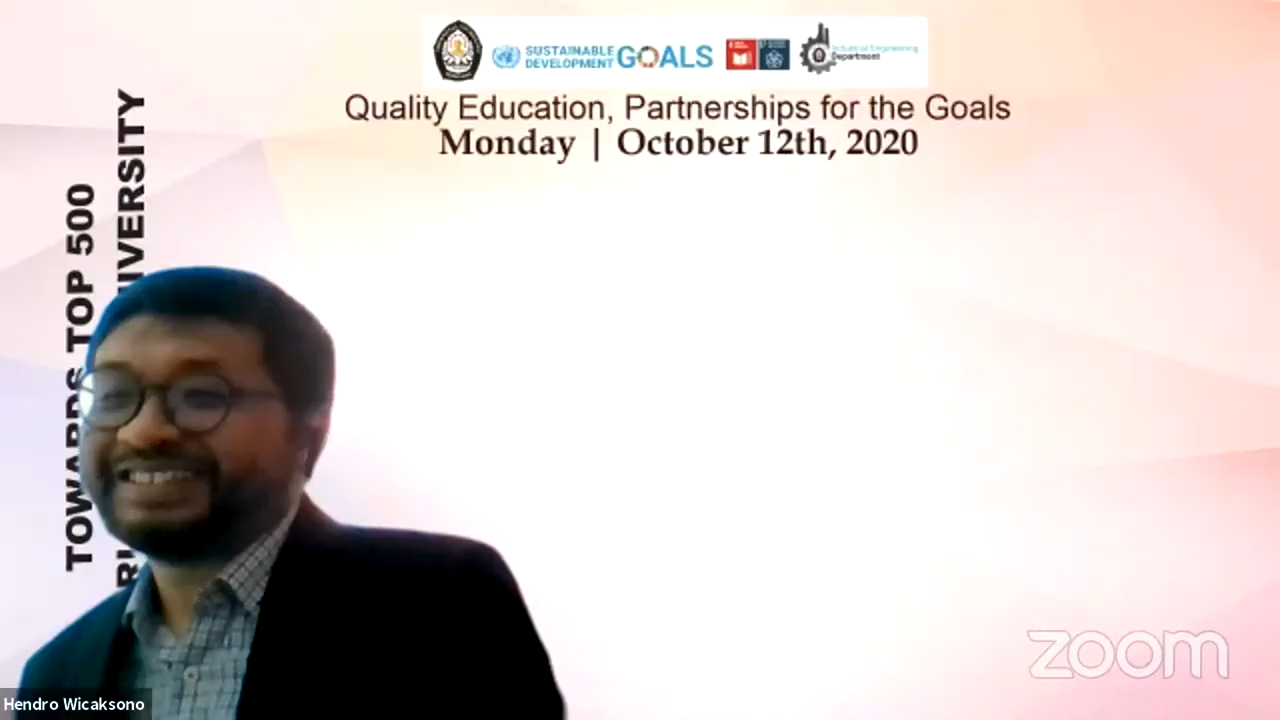 SUSTAINABLE
DEVELOPMENT GOALS
Industrial Engineering
Department
Quality Education, Partnerships for the Goals
Monday | October 12th, 2020
TOWARDS TOP 500
zoom
Hendro Wicaksono